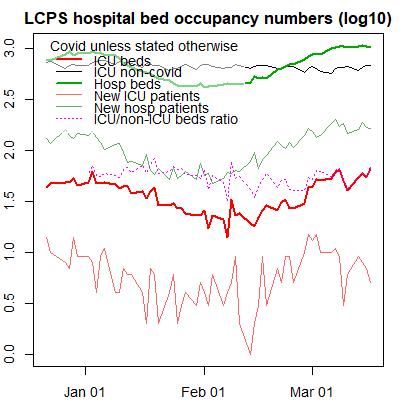 LCPS hospital bed occupancy numbers (log10)
Covid unless stated otherwise
ICU beds
ICU non covid
Hosp beds
New ICU patients
New hosp patients
ICU/non-ICU beds ratio
3.0
2.5
2.0
1.5
1.0
0.5
0.0
Jan 01 Feb 01 Mar 01